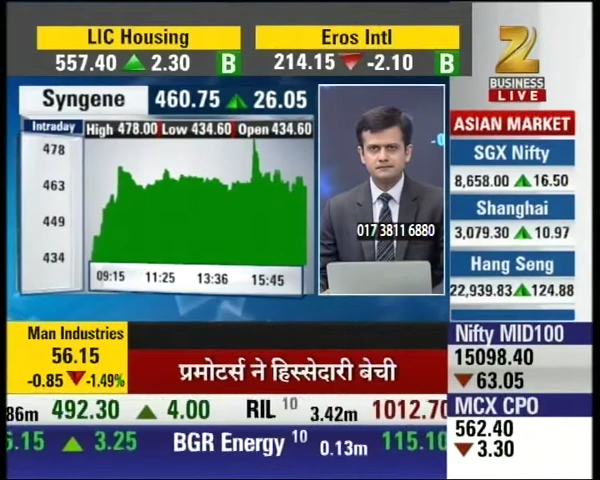 LIC Housing
557.40 2.30 B
Eros Intl
214.15 -2.10 B
Z
BUSINESS
LIVE
Syngene 460.75 26.05
Intraday High 478.00 Low 434.60 Open 434.60
478
463
449
434
09:15 11:25 13:36 15:45
017 3811 6880
ASIAN MARKET
SGX Nifty
8,658.00 16.50
Shanghai
3,079.30 10.97
Hang Seng
22,939.83 124.88
Man Industries
56.15
-0.85 -1.49%
प्रमोटर्स ने हिस्सेदारी बेची
Nifty MID100
15098.40
63.05
MCX CPO
562.40
3.30
86m 492.30 4.00 RIL 10 3.42m 1012.70
6.15 3.25 BGR Energy 10 0.13m 115.10